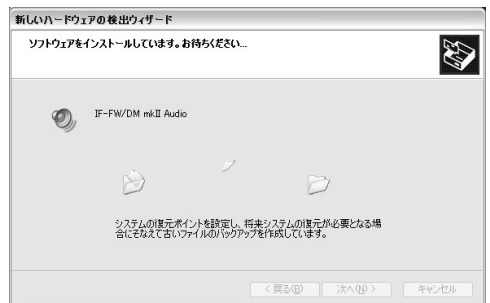 新しいハードウェアの検出ウィザード
ソフトウェアをインストールしています。お待ちください...
IF-FW/DM mkⅡ Audio
システムの復元ポイントを設定し、将来システムの復元が必要となる場
合にそなえて古いファイルのバックアップを作成しています。
< 戻る(B)　次へ(N) >　キャンセル